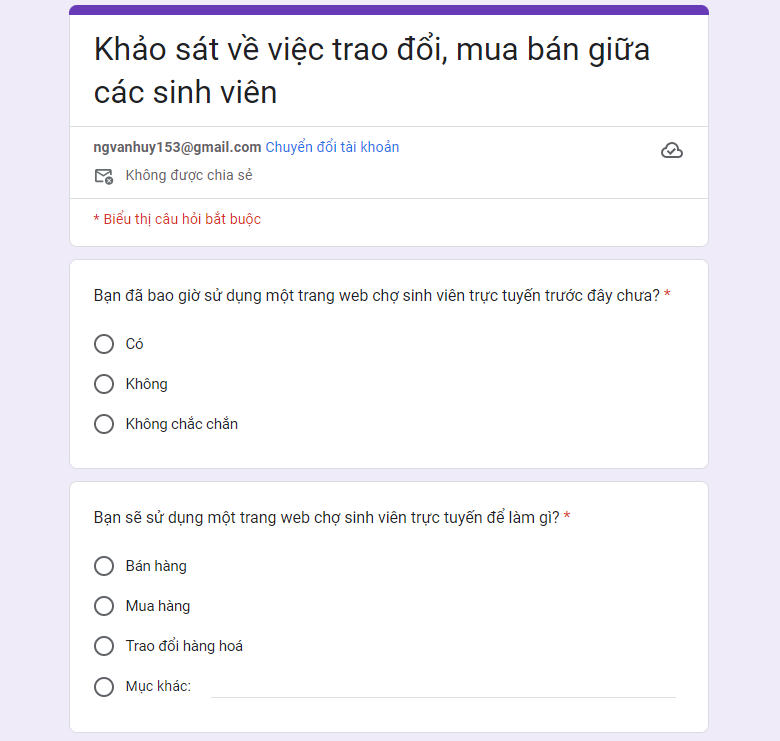 Khảo sát về việc trao đổi, mua bán giữa
các sinh viên
ngvanhuy153@gmail.com Chuyển đổi tài khoản
Không được chia sẻ
* Biểu thị câu hỏi bắt buộc
Bạn đã bao giờ sử dụng một trang web chợ sinh viên trực tuyến trước đây chưa? *
Có
Không
Không chắc chắn
Bạn sẽ sử dụng một trang web chợ sinh viên trực tuyến để làm gì? *
Bán hàng
Mua hàng
Trao đổi hàng hoá
Mục khác: